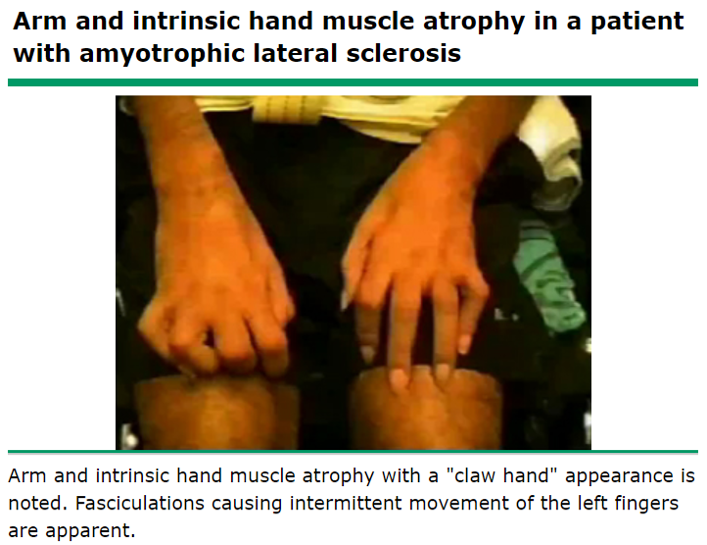 Arm and intrinsic hand muscle atrophy in a patient
with amyotrophic lateral sclerosis
Arm and intrinsic hand muscle atrophy with a "claw hand" appearance is
noted. Fasciculations causing intermittent movement of the left fingers
are apparent.